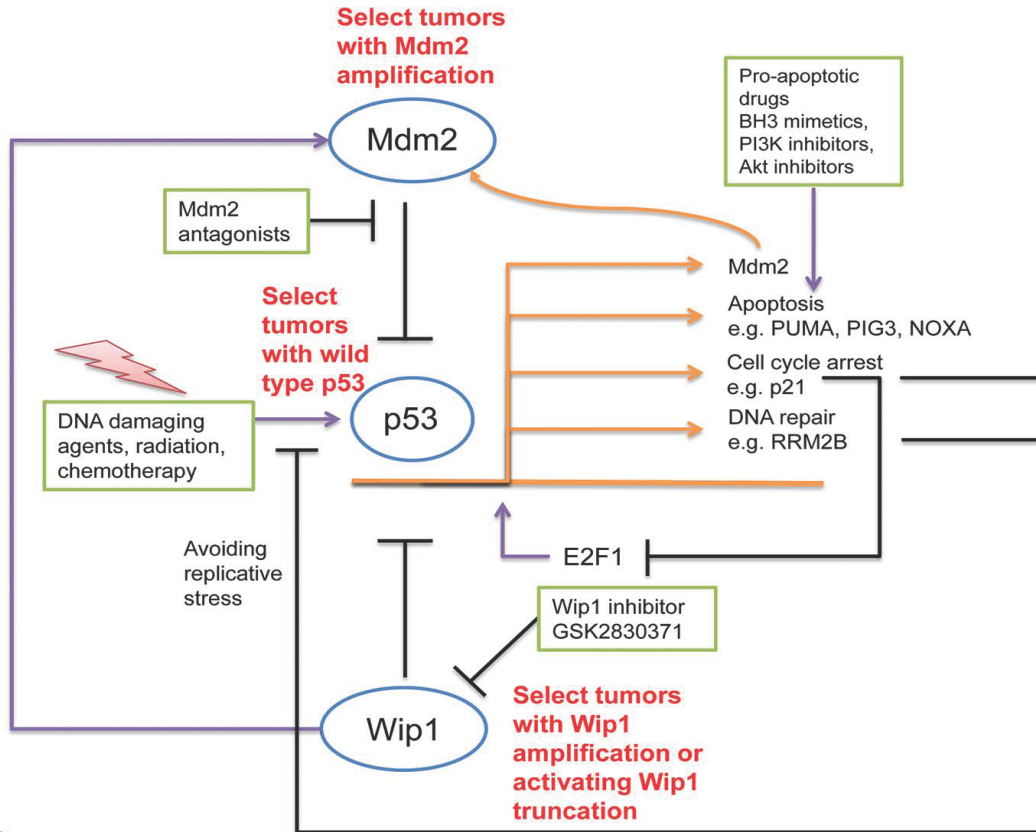 Select tumors
with Mdm2
amplification
Mdm2
Pro-apoptotic
drugs
BH3 mimetics,
PI3K inhibitors,
Akt inhibitors
Mdm2
antagonists
Mdm2
Apoptosis
e.g. PUMA, PIG3, NOXA
Cell cycle arrest
e.g. p21
DNA repair
e.g. RRM2B
Select
tumors
with wild
type p53
DNA damaging
agents, radiation,
chemotherapy
p53
Avoiding
replicative
stress
E2F1
Wip1 inhibitor
GSK2830371
Wip1
Select tumors
with Wip1
amplification or
activating Wip1
truncation